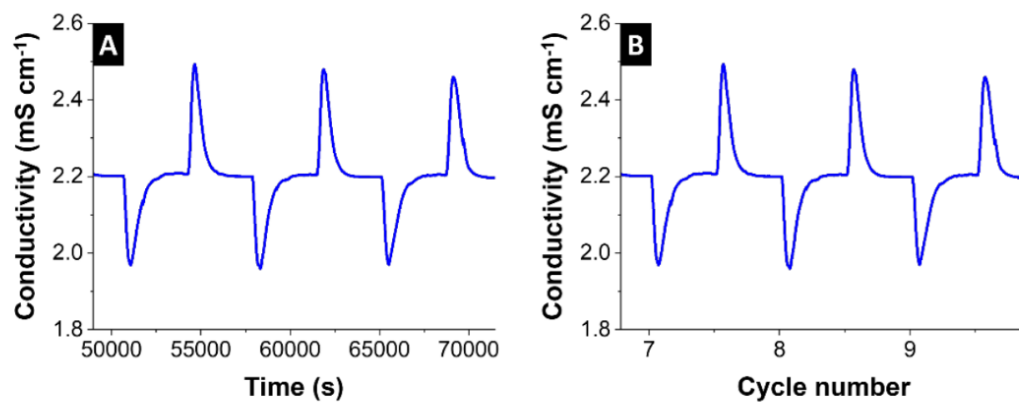 A
Conductivity (mS cm⁻¹)
2.6
2.4
2.2
2.0
1.8
50000 55000 60000 65000 70000
Time (s)
B
Conductivity (mS cm⁻¹)
2.6
2.4
2.2
2.0
1.8
7 8 9
Cycle number